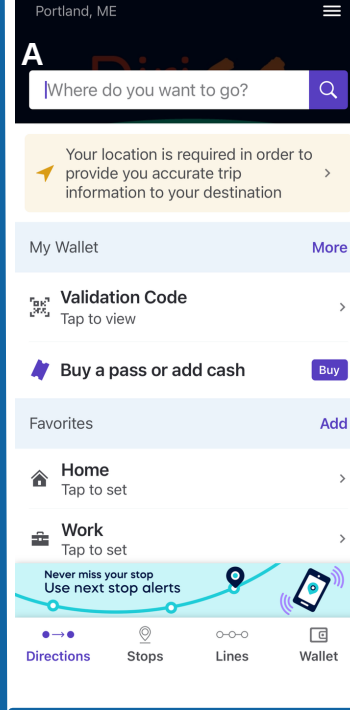 Portland, ME
A
Where do you want to go?
Your location is required in order to
provide you accurate trip
information to your destination
My Wallet
More
Validation Code
Tap to view
Buy a pass or add cash
Buy
Favorites
Add
Home
Tap to set
Work
Tap to set
Never miss your stop
Use next stop alerts
Directions
Stops
Lines
Wallet